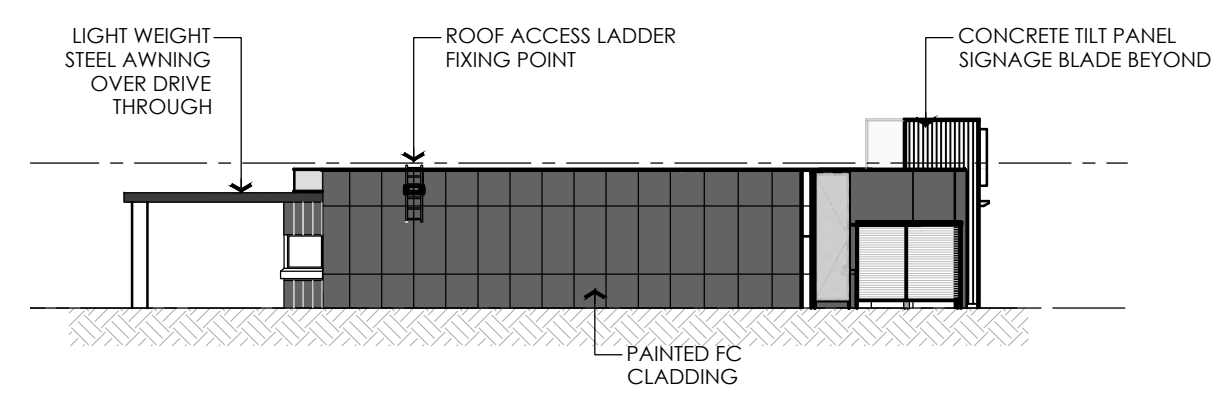 LIGHT WEIGHT
STEEL AWNING
OVER DRIVE
THROUGH
ROOF ACCESS LADDER
FIXING POINT
CONCRETE TILT PANEL
SIGNAGE BLADE BEYOND
PAINTED FC
CLADDING